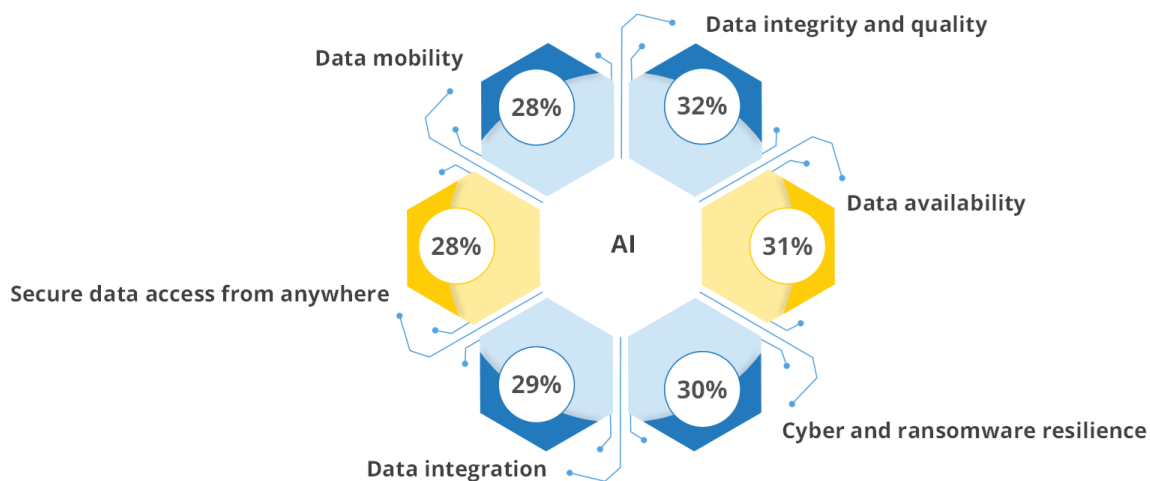 Data integrity and quality
32%
Data availability
31%
Cyber and ransomware resilience
30%
Data integration
29%
Secure data access from anywhere
28%
Data mobility
28%
AI